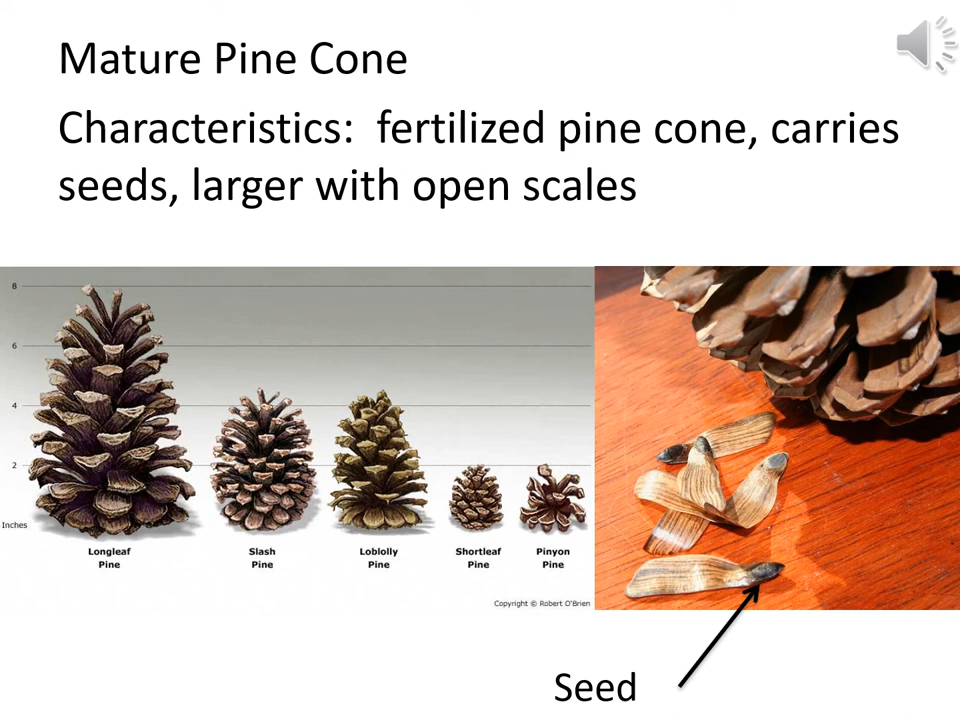 Mature Pine Cone
Characteristics:  fertilized pine cone, carries
seeds, larger with open scales
8
6
4
2
Inches
Longleaf
Pine
Slash
Pine
Loblolly
Pine
Shortleaf
Pine
Pinyon
Pine
Copyright © Robert O'Brien
Seed